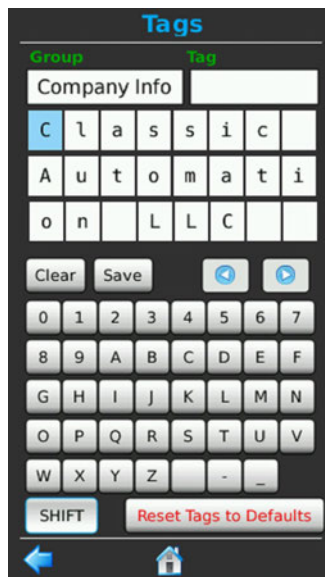 Tags
Group Tag
Company Info
C l a s s i c
A u t o m a t i
o n L L C
Clear Save
0 1 2 3 4 5 6 7
8 9 A B C D E F
G H I J K L M N
O P Q R S T U V
W X Y Z - _
SHIFT Reset Tags to Defaults